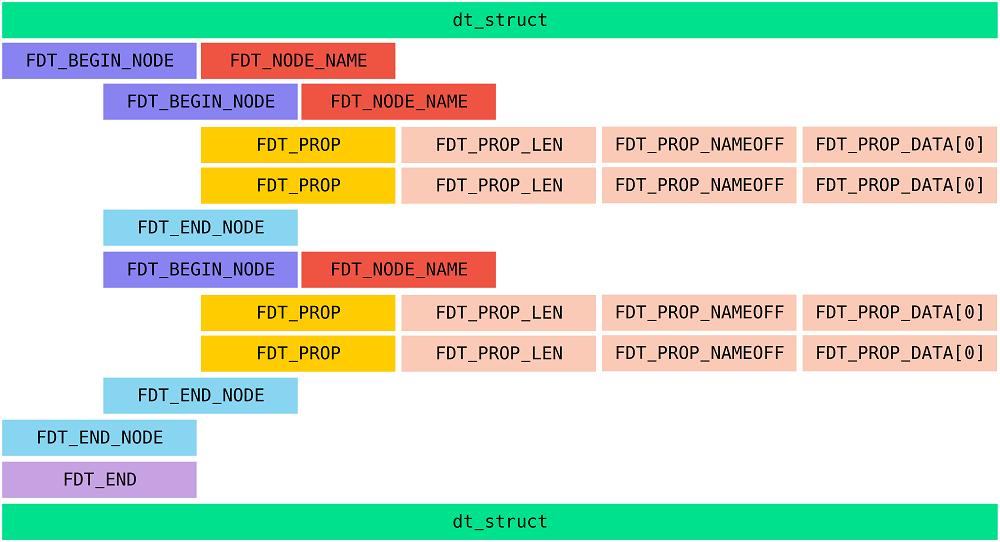 dt_struct
FDT_BEGIN_NODE FDT_NODE_NAME
FDT_BEGIN_NODE FDT_NODE_NAME
FDT_PROP FDT_PROP_LEN FDT_PROP_NAMEOFF FDT_PROP_DATA[0]
FDT_PROP FDT_PROP_LEN FDT_PROP_NAMEOFF FDT_PROP_DATA[0]
FDT_END_NODE
FDT_BEGIN_NODE FDT_NODE_NAME
FDT_PROP FDT_PROP_LEN FDT_PROP_NAMEOFF FDT_PROP_DATA[0]
FDT_PROP FDT_PROP_LEN FDT_PROP_NAMEOFF FDT_PROP_DATA[0]
FDT_END_NODE
FDT_END_NODE
FDT_END
dt_struct